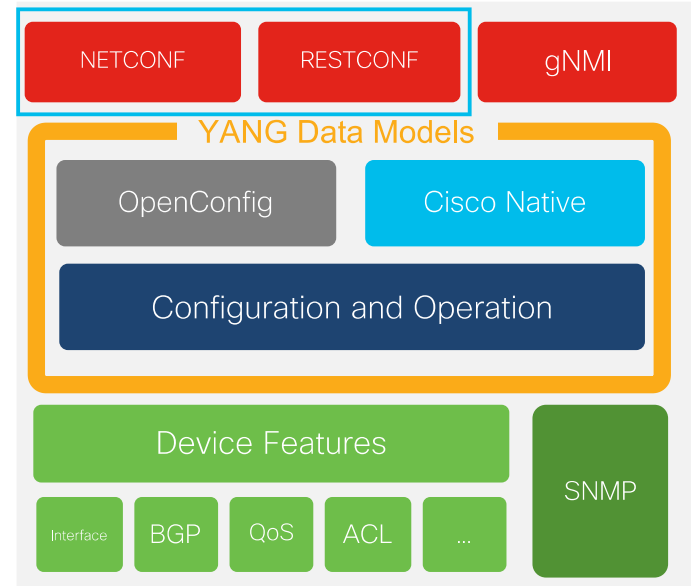 NETCONF
RESTCONF
gNMI
YANG Data Models
OpenConfig
Cisco Native
Configuration and Operation
Device Features
SNMP
Interface
BGP
QoS
ACL
...